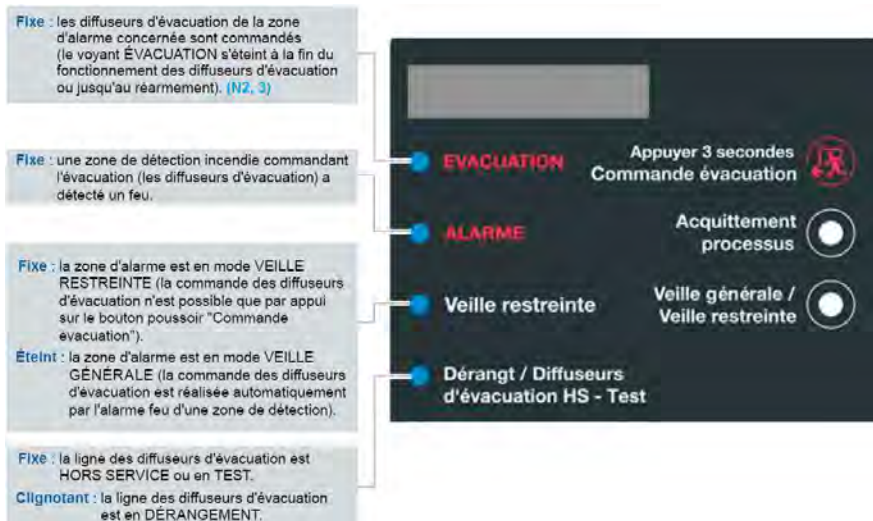 Fixe : les diffuseurs d'évacuation de la zone
d'alarme concernée sont commandés
(le voyant ÉVACUATION s'éteint à la fin du
fonctionnement des diffuseurs d'évacuation
ou jusqu'au réarmement). (N2, 3)
Fixe : une zone de détection incendie commandant
l'évacuation (les diffuseurs d'évacuation) a
détecté un feu.
Fixe : la zone d'alarme est en mode VEILLE
RESTREINTE (la commande des diffuseurs
d'évacuation n'est possible que par appui
sur le bouton poussoir "Commande
evacuation").
Éteint : la zone d'alarme est en mode VEILLE
GÉNÉRALE (la commande des diffuseurs
d'évacuation est réalisée automatiquement
par l'alarme feu d'une zone de détection).
Fixe : la ligne des diffuseurs d'évacuation est
HORS SERVICE ou en TEST.
Clignotant : la ligne des diffuseurs d'évacuation
est en DÉRANGEMENT.
EVACUATION
Appuyer 3 secondes
Commande évacuation
ALARME
Acquittement
processus
Veille restreinte
Veille générale /
Veille restreinte
Dérangt / Diffuseurs
d'évacuation HS - Test